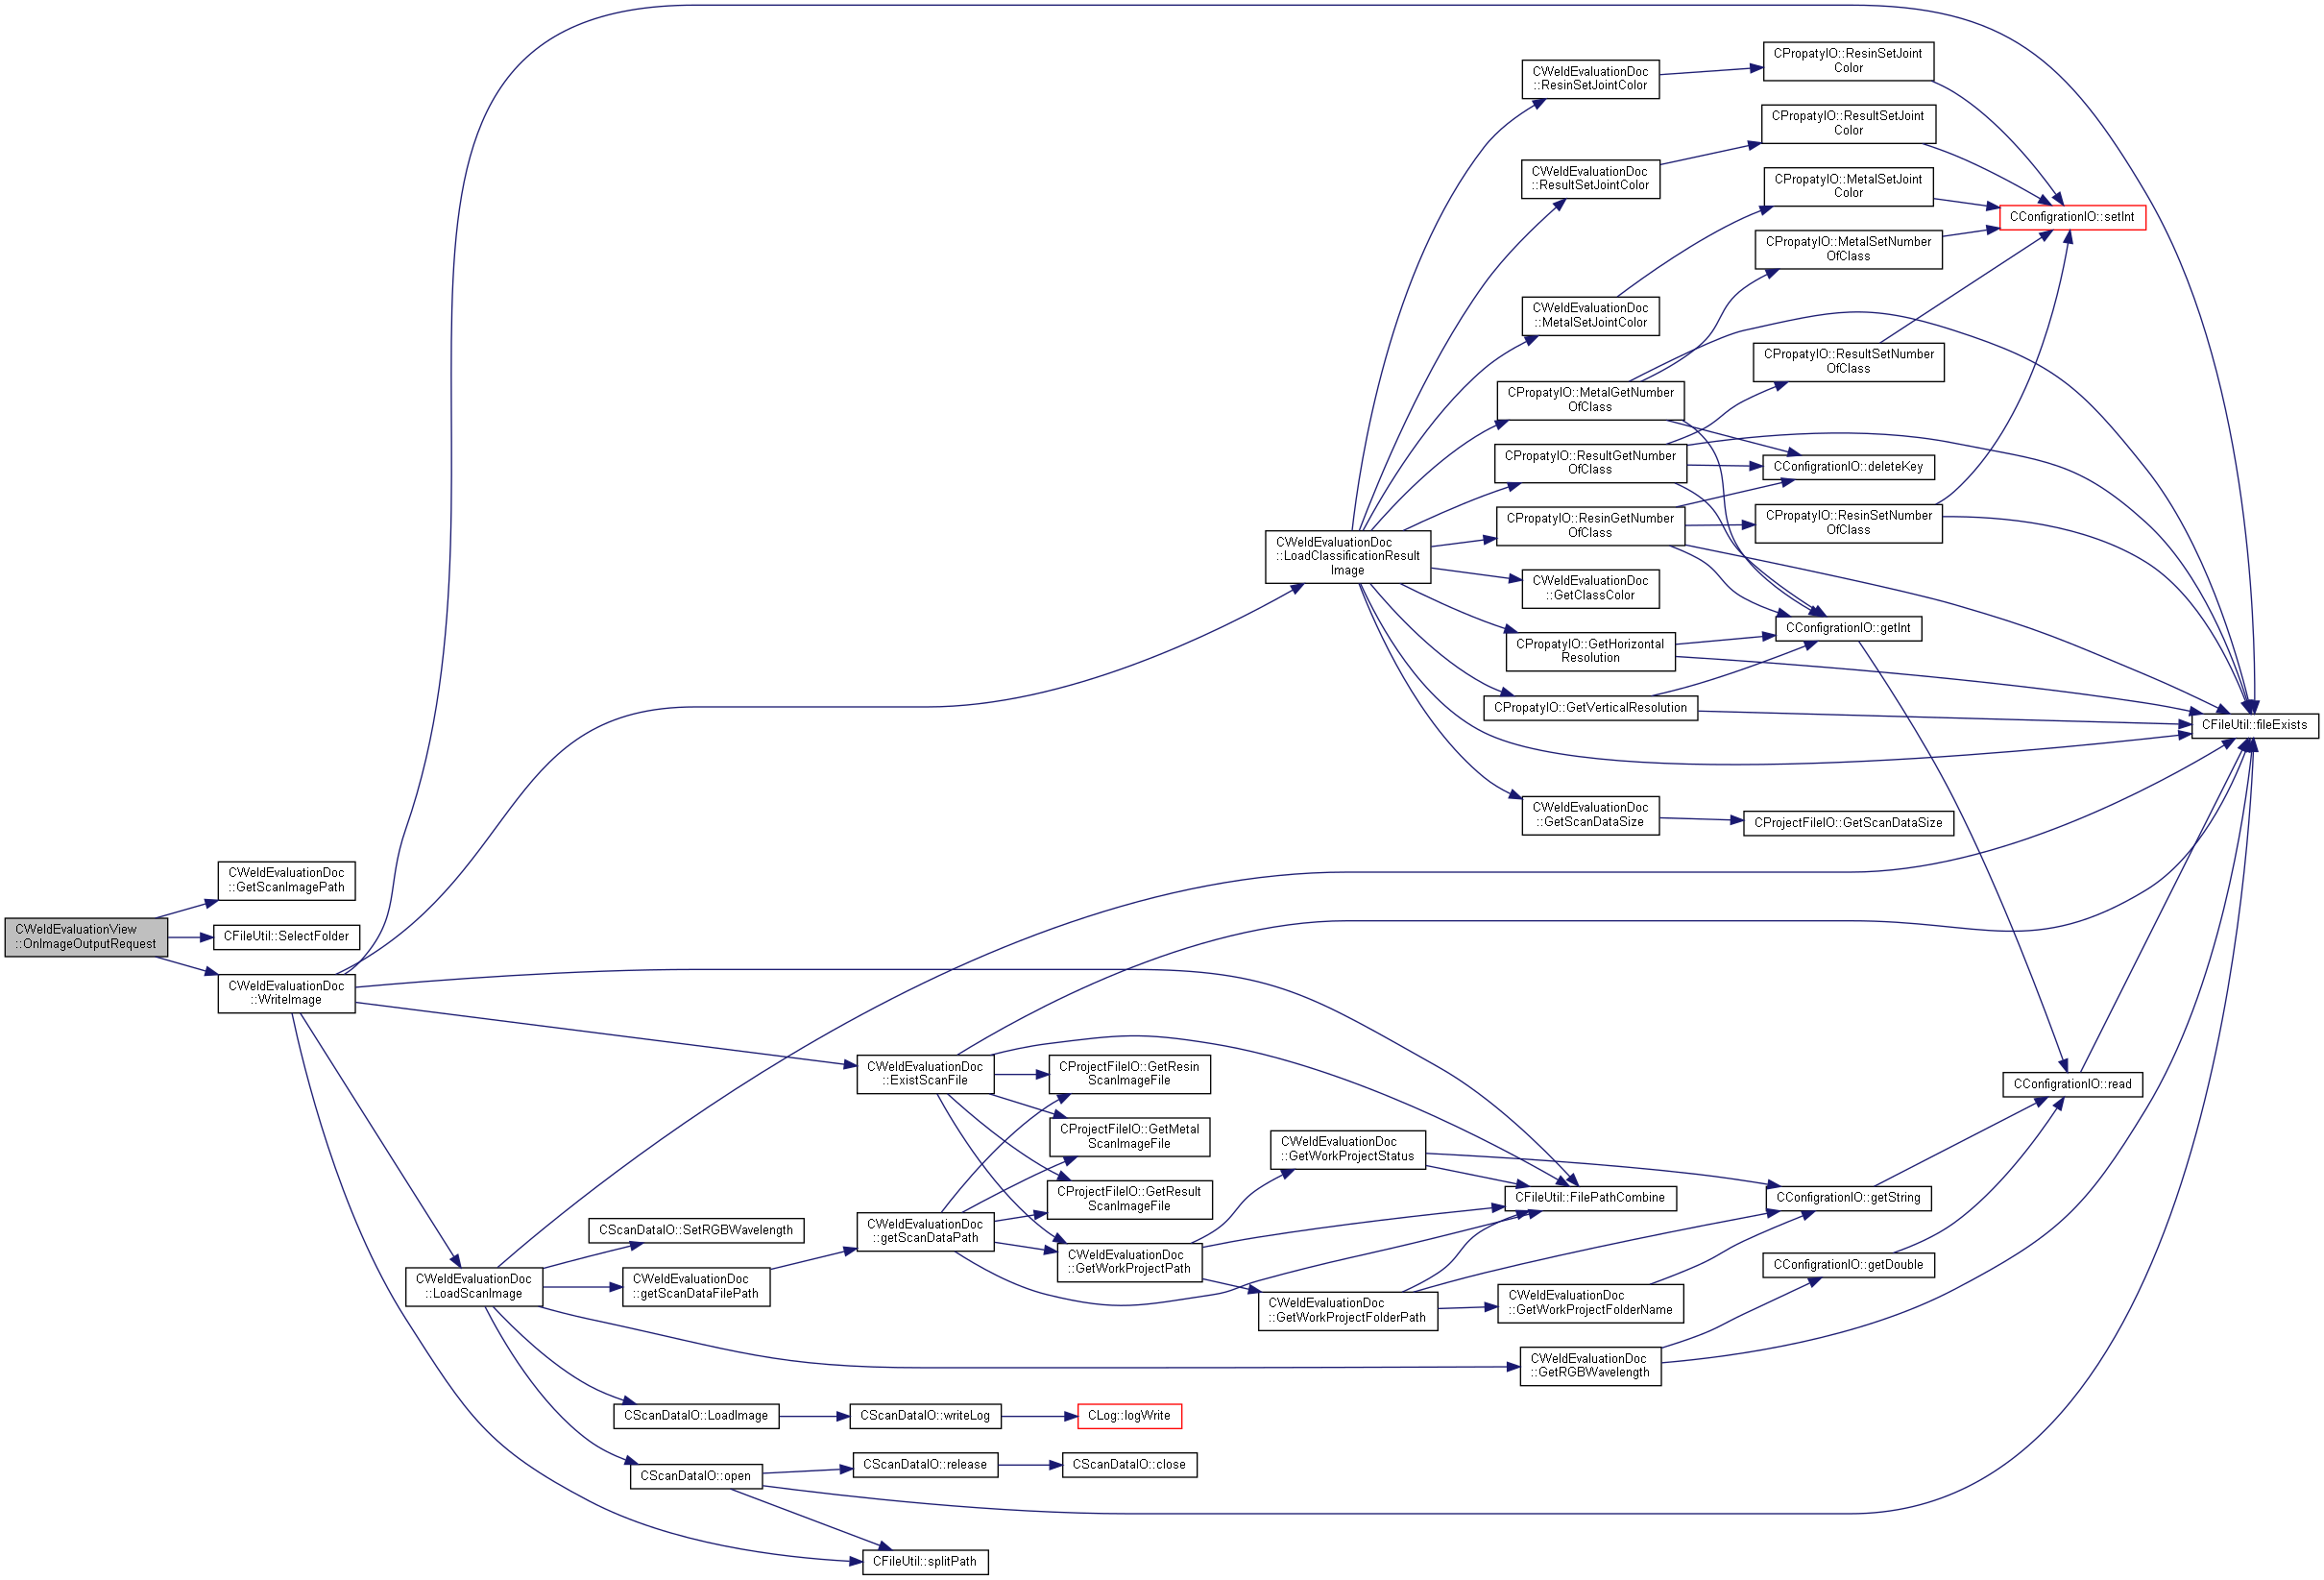 CWeldEvaluationView
::OnImageOutputRequest
CWeldEvaluationDoc
::GetScanImagePath
CFileUtil::SelectFolder
CWeldEvaluationDoc
::WriteImage
CWeldEvaluationDoc
::LoadClassificationResult
Image
CWeldEvaluationDoc
::ResinSetJointColor
CPropatyIO::ResinSetJoint
Color
CWeldEvaluationDoc
::ResultSetJointColor
CPropatyIO::ResultSetJoint
Color
CWeldEvaluationDoc
::MetalSetJointColor
CPropatyIO::MetalSetJoint
Color
CConfigrationIO::setInt
CPropatyIO::MetalGetNumber
OfClass
CPropatyIO::MetalSetNumber
OfClass
CPropatyIO::ResultGetNumber
OfClass
CPropatyIO::ResultSetNumber
OfClass
CConfigrationIO::deleteKey
CPropatyIO::ResinGetNumber
OfClass
CPropatyIO::ResinSetNumber
OfClass
CWeldEvaluationDoc
::GetClassColor
CConfigrationIO::getInt
CPropatyIO::GetHorizontal
Resolution
CPropatyIO::GetVerticalResolution
CFileUtil::fileExists
CWeldEvaluationDoc
::GetScanDataSize
CProjectFileIO::GetScanDataSize
CWeldEvaluationDoc
::ExistScanFile
CProjectFileIO::GetResin
ScanImageFile
CProjectFileIO::GetMetal
ScanImageFile
CProjectFileIO::GetResult
ScanImageFile
CConfigrationIO::read
CWeldEvaluationDoc
::GetWorkProjectStatus
CFileUtil::FilePathCombine
CConfigrationIO::getString
CWeldEvaluationDoc
::LoadScanImage
CScanDataIO::SetRGBWavelength
CWeldEvaluationDoc
::getScanDataFilePath
CWeldEvaluationDoc
::getScanDataPath
CWeldEvaluationDoc
::GetWorkProjectPath
CWeldEvaluationDoc
::GetWorkProjectFolderPath
CWeldEvaluationDoc
::GetWorkProjectFolderName
CConfigrationIO::getDouble
CWeldEvaluationDoc
::GetRGBWavelength
CScanDataIO::LoadImage
CScanDataIO::writeLog
CLog::logWrite
CScanDataIO::open
CScanDataIO::release
CScanDataIO::close
CFileUtil::splitPath